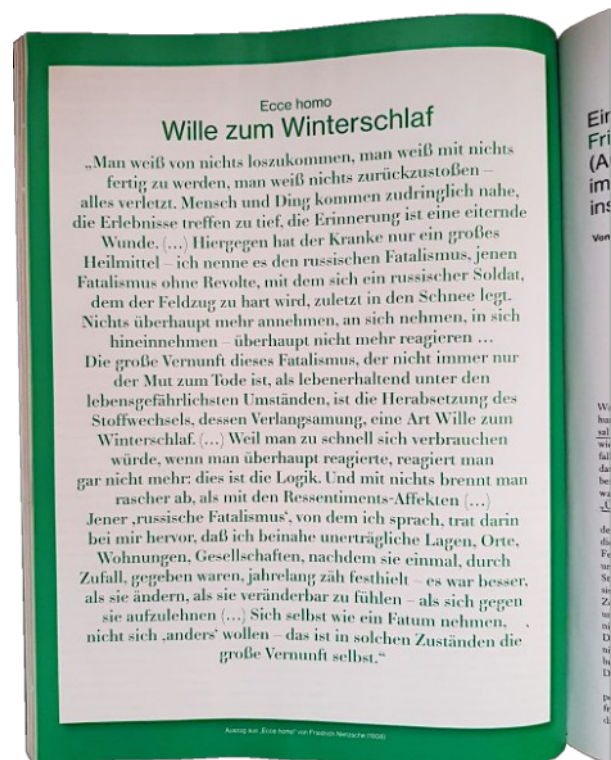 Ecce homo
Wille zum Winterschlaf
„Man weiß von nichts loszukommen, man weiß mit nichts
fertig zu werden, man weiß nichts zurückzustoßen –
alles verletzt. Mensch und Ding kommen zudringlich nahe,
die Erlebnisse treffen zu tief, die Erinnerung ist eine eiternde
Wunde. (…) Hiergegen hat der Kranke nur ein großes
Heilmittel – ich nenne es den russischen Fatalismus, jenen
Fatalismus ohne Revolte, mit dem sich ein russischer Soldat,
dem der Feldzug zu hart wird, zuletzt in den Schnee legt.
Nichts überhaupt mehr annehmen, an sich nehmen, in sich
hineinnehmen – überhaupt nicht mehr reagieren …
Die große Vernunft dieses Fatalismus, der nicht immer nur
der Mut zum Tode ist, als lebenerhaltend unter den
lebensgefährlichsten Umständen, ist die Herabsetzung des
Stoffwechsels, dessen Verlangsamung, eine Art Wille zum
Winterschlaf. (…) Weil man zu schnell sich verbrauchen
würde, wenn man überhaupt reagierte, reagiert man
gar nicht mehr: dies ist die Logik. Und mit nichts brennt man
rascher ab, als mit den Ressentiments-Affekten (…)
Jener ‚russische Fatalismus‘, von dem ich sprach, trat darin
bei mir hervor, daß ich beinahe unerträgliche Lagen, Orte,
Wohnungen, Gesellschaften, nachdem sie einmal, durch
Zufall, gegeben waren, jahrelang zäh festhielt – es war besser,
als sie ändern, als sie veränderbar zu fühlen – als sich gegen
sie aufzulehnen (…) Sich selbst wie ein Fatum nehmen,
nicht sich ‚anders‘ wollen – das ist in solchen Zuständen die
große Vernunft selbst.“
Auszug aus „Ecce homo“ von Friedrich Nietzsche (1908)
Ein
Fri
(A
im
ins
Von